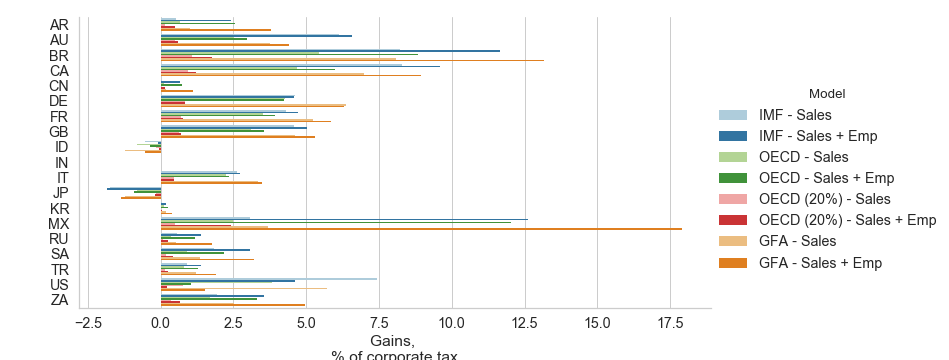 AR
AU
BR
CA
CN
DE
FR
GB
ID
IN
IT
JP
KR
MX
RU
SA
TR
US
ZA
−2.5 0.0 2.5 5.0 7.5 10.0 12.5 15.0 17.5
Gains,
% of corporate tax
Model
IMF - Sales
IMF - Sales + Emp
OECD - Sales
OECD - Sales + Emp
OECD (20%) - Sales
OECD (20%) - Sales + Emp
GFA - Sales
GFA - Sales + Emp